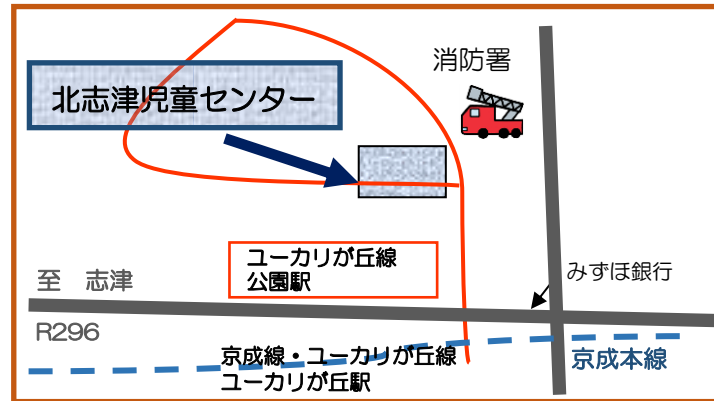 消防署
北志津児童センター
ユーカリが丘線
公園駅
至　志津
みずほ銀行
R296
京成線・ユーカリが丘線
ユーカリが丘駅
京成本線